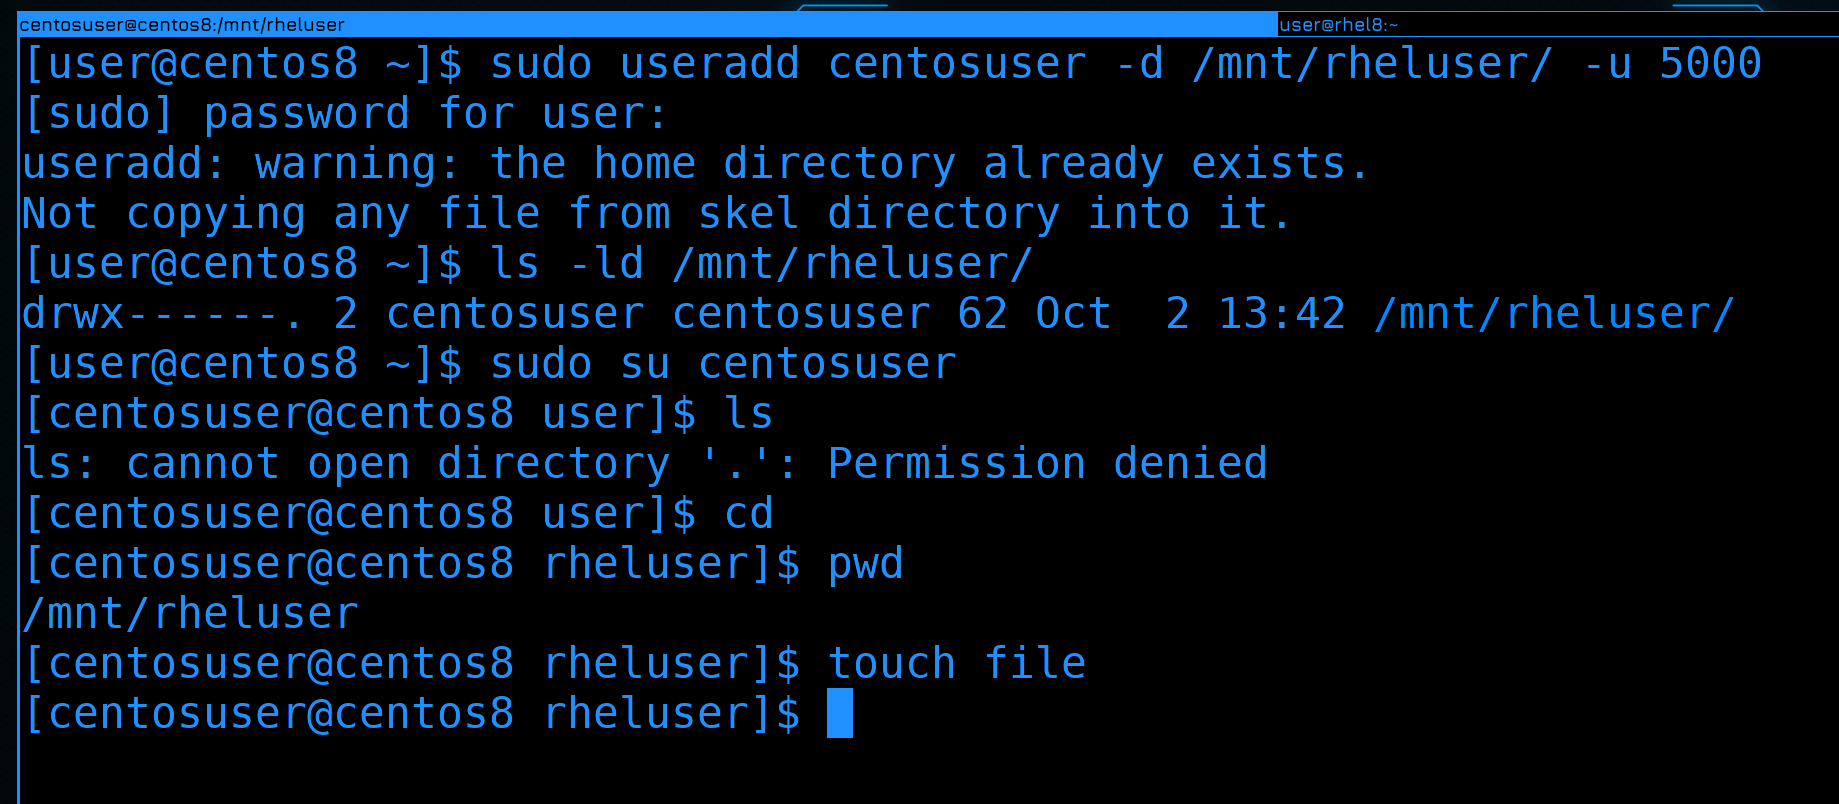 centosuser@centos8:/mnt/rheluser
user@rhel8:~
[user@centos8 ~]$ sudo useradd centosuser -d /mnt/rheluser/ -u 5000
[sudo] password for user:
useradd: warning: the home directory already exists.
Not copying any file from skel directory into it.
[user@centos8 ~]$ ls -ld /mnt/rheluser/
drwx------. 2 centosuser centosuser 62 Oct  2 13:42 /mnt/rheluser/
[user@centos8 ~]$ sudo su centosuser
[centosuser@centos8 user]$ ls
ls: cannot open directory '.': Permission denied
[centosuser@centos8 user]$ cd
[centosuser@centos8 rheluser]$ pwd
/mnt/rheluser
[centosuser@centos8 rheluser]$ touch file
[centosuser@centos8 rheluser]$